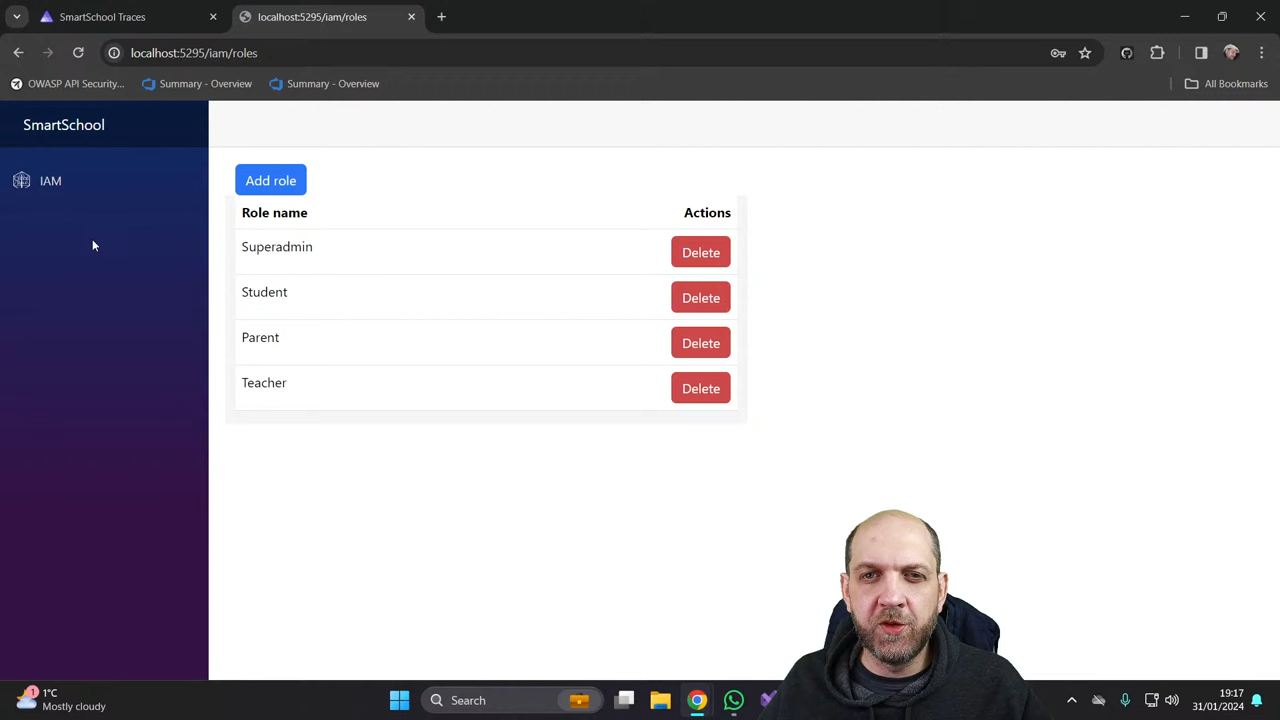 SmartSchool Traces
localhost:5295/iam/roles
localhost:5295/iam/roles
OWASP API Security...
Summary - Overview
Summary - Overview
All Bookmarks
SmartSchool
IAM
Add role
Role name
Actions
Superadmin
Delete
Student
Delete
Parent
Delete
Teacher
Delete
1
1°C
Mostly cloudy
Search
19:17
31/01/2024